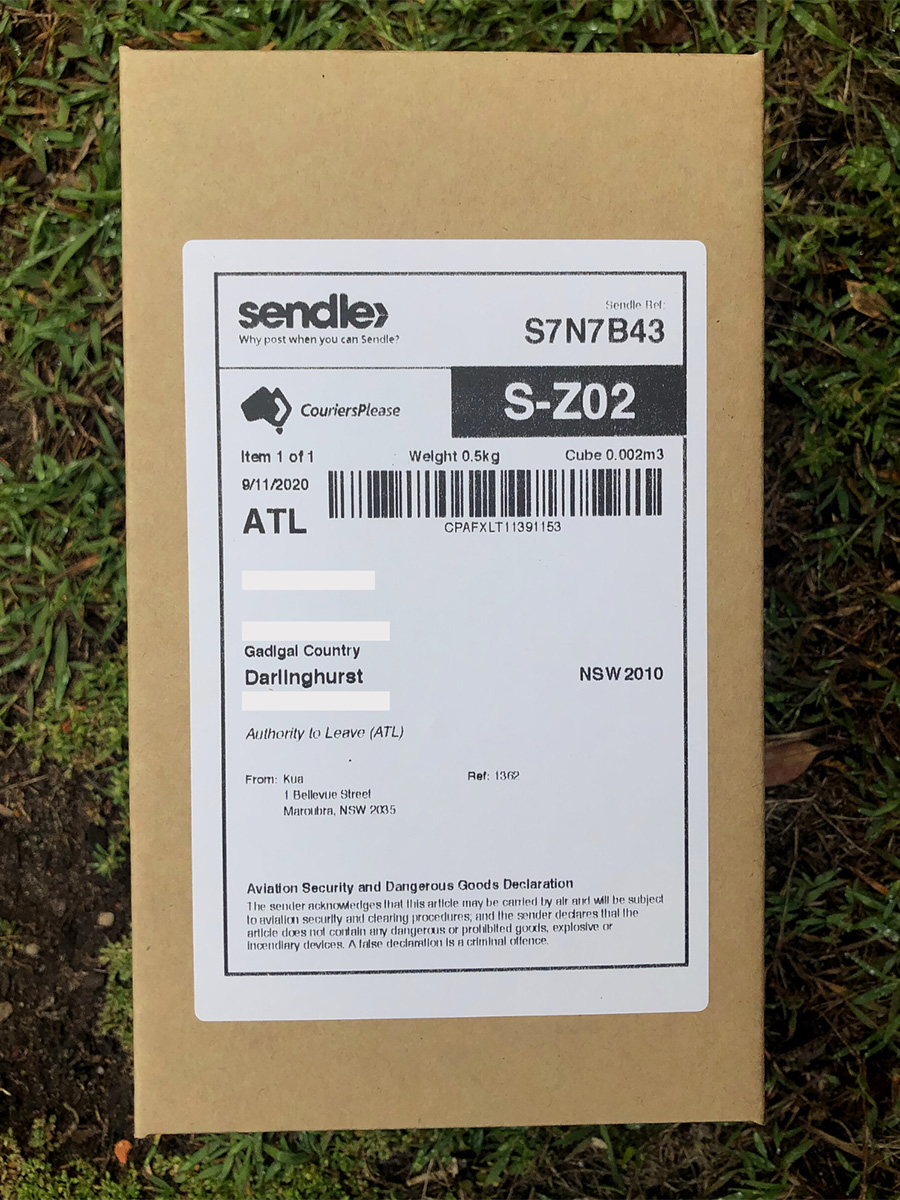 sendle
Why post when you can Sendle?
Sendle Ref:
S7N7B43
CouriersPlease
S-Z02
Item 1 of 1 Weight 0.5kg Cube 0.002m3
9/11/2020
ATL
CPAFXLT11391153
Gadigal Country
Darlinghurst NSW 2010
Authority to Leave (ATL)
From: Kua Ref: 1362
1 Bellevue Street
Maroubra, NSW 2035
Aviation Security and Dangerous Goods Declaration
The sender acknowledges that this article may be carried by air and will be subject
to aviation security and clearing procedures; and the sender declares that the
article does not contain any dangerous or prohibited goods, explosive or
incendiary devices. A false declaration is a criminal offence.